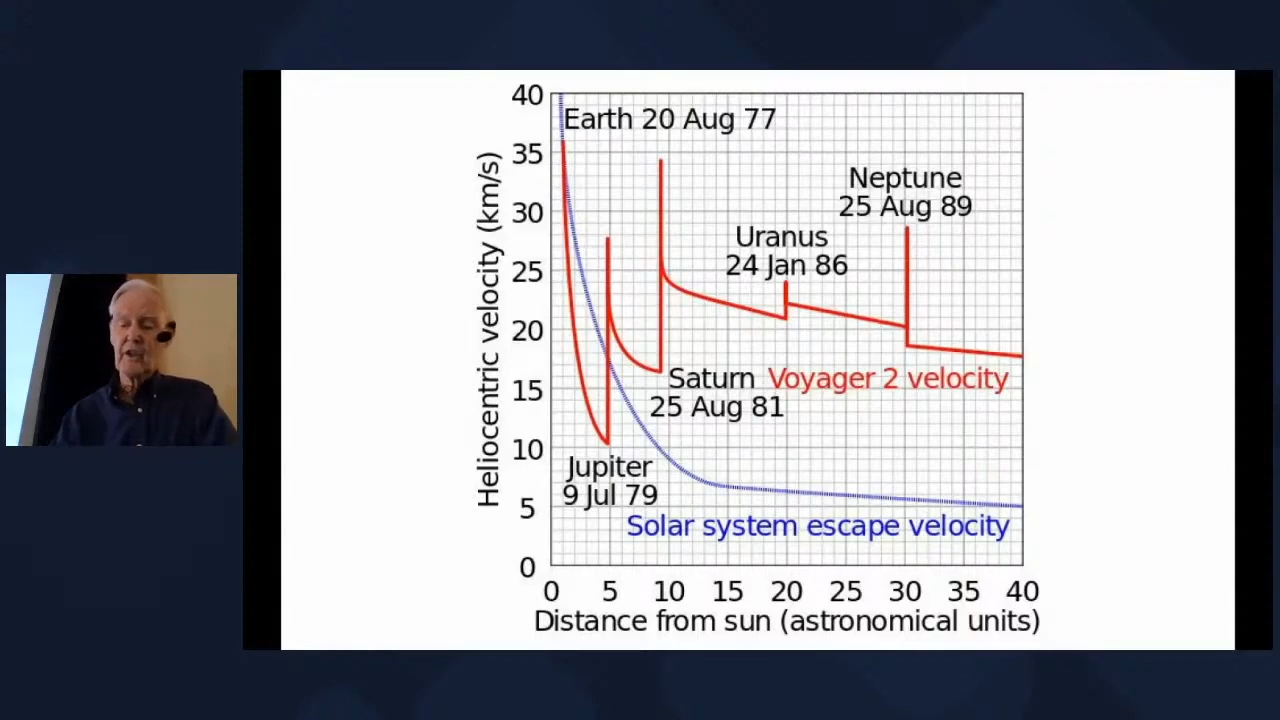 40
35
30
25
20
15
10
5
0
Heliocentric velocity (km/s)
Earth 20 Aug 77
Neptune
25 Aug 89
Uranus
24 Jan 86
Saturn
25 Aug 81
Voyager 2 velocity
Jupiter
9 Jul 79
Solar system escape velocity
0 5 10 15 20 25 30 35 40
Distance from sun (astronomical units)